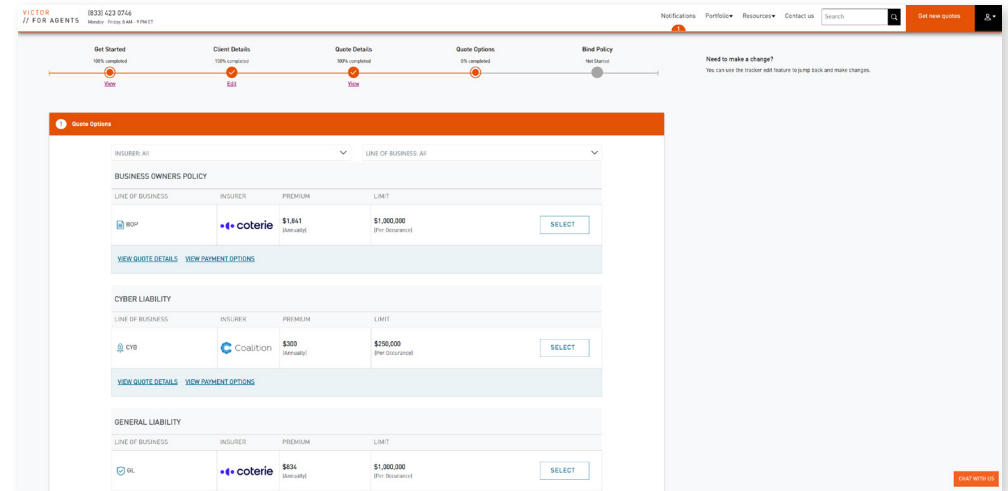 VICTOR
// FOR AGENTS
(833) 423 0746
Monday - Friday, 8 AM - 9 PM ET
Notifications
1
Portfolio
Resources
Contact us
Search
Get new quotes
Get Started
100% completed
View
Client Details
100% completed
Edit
Quote Details
100% completed
View
Quote Options
0% completed
Bind Policy
Not Started
Need to make a change?
You can use the tracker edit feature to jump back and make changes.
1 Quote Options
INSURER: All
LINE OF BUSINESS: All
BUSINESS OWNERS POLICY
LINE OF BUSINESS INSURER PREMIUM LIMIT
BOP coterie $1,841 $1,000,000 SELECT
(Annually) (Per Occurance)
VIEW QUOTE DETAILS VIEW PAYMENT OPTIONS
CYBER LIABILITY
LINE OF BUSINESS INSURER PREMIUM LIMIT
CYB Coalition $300 $250,000 SELECT
(Annually) (Per Occurance)
VIEW QUOTE DETAILS VIEW PAYMENT OPTIONS
GENERAL LIABILITY
LINE OF BUSINESS INSURER PREMIUM LIMIT
GL coterie $834 $1,000,000 SELECT
(Annually) (Per Occurance)
CHAT WITH US